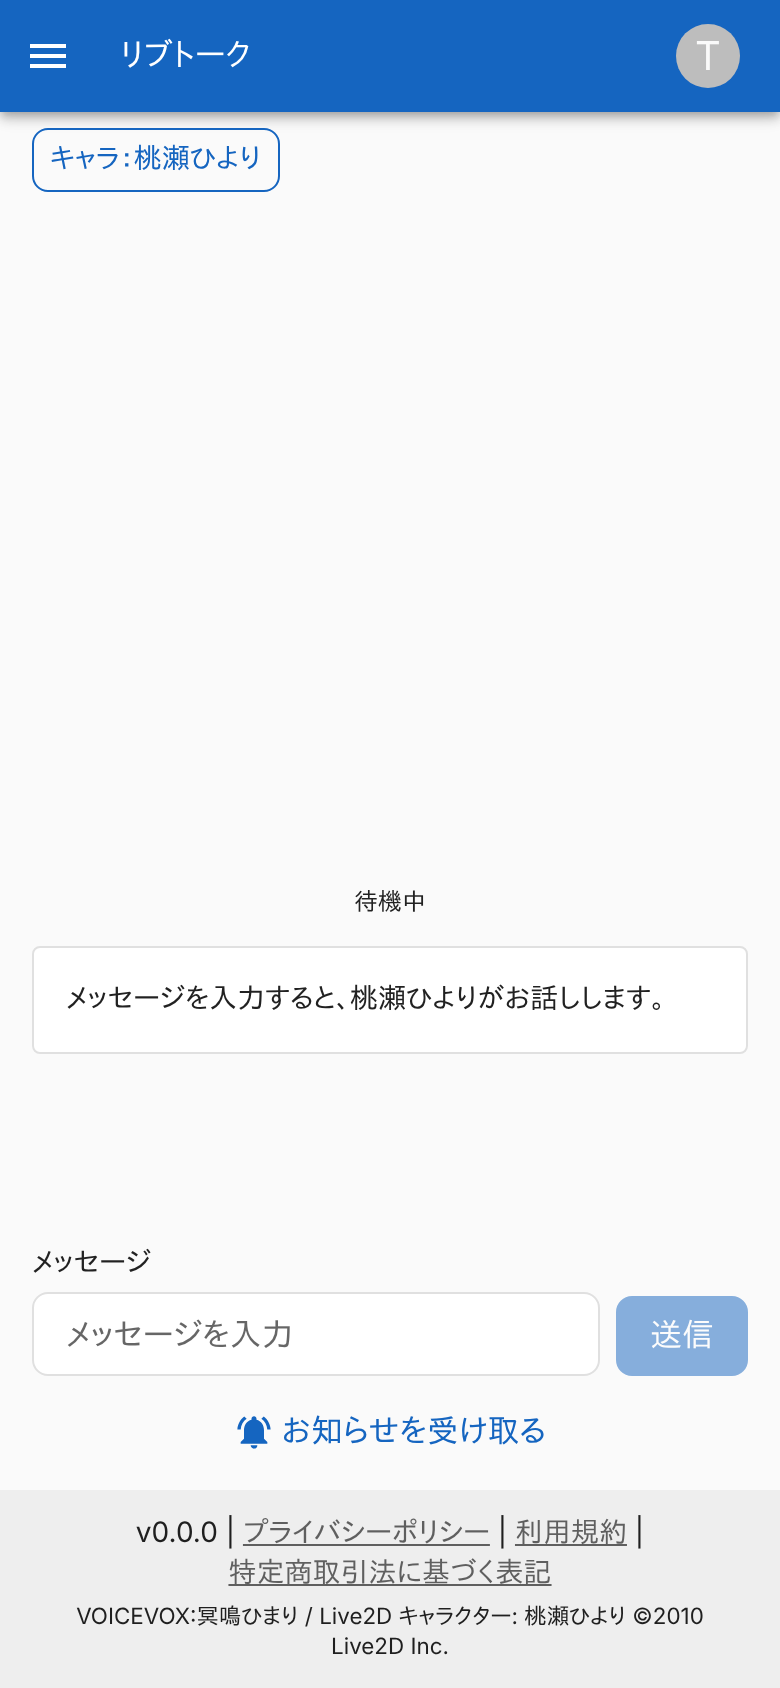 リブトーク
T
キャラ：桃瀬ひより
待機中
メッセージを入力すると、桃瀬ひよりがお話しします。
メッセージ
メッセージを入力
送信
お知らせを受け取る
v0.0.0 | プライバシーポリシー | 利用規約 |
特定商取引法に基づく表記
VOICEVOX:冥鳴ひまり / Live2D キャラクター: 桃瀬ひより ©2010
Live2D Inc.